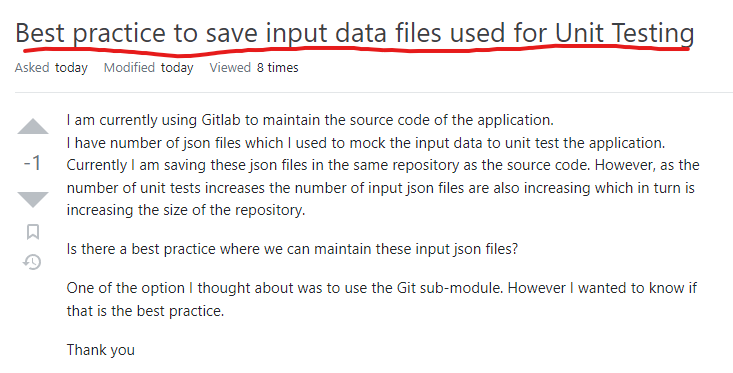 Best practice to save input data files used for Unit Testing
Asked today Modified today Viewed 8 times
I am currently using Gitlab to maintain the source code of the application.
I have number of json files which I used to mock the input data to unit test the application.
Currently I am saving these json files in the same repository as the source code. However, as the
-1
number of unit tests increases the number of input json files are also increasing which in turn is
increasing the size of the repository.
Is there a best practice where we can maintain these input json files?
One of the option I thought about was to use the Git sub-module. However I wanted to know if
that is the best practice.
Thank you